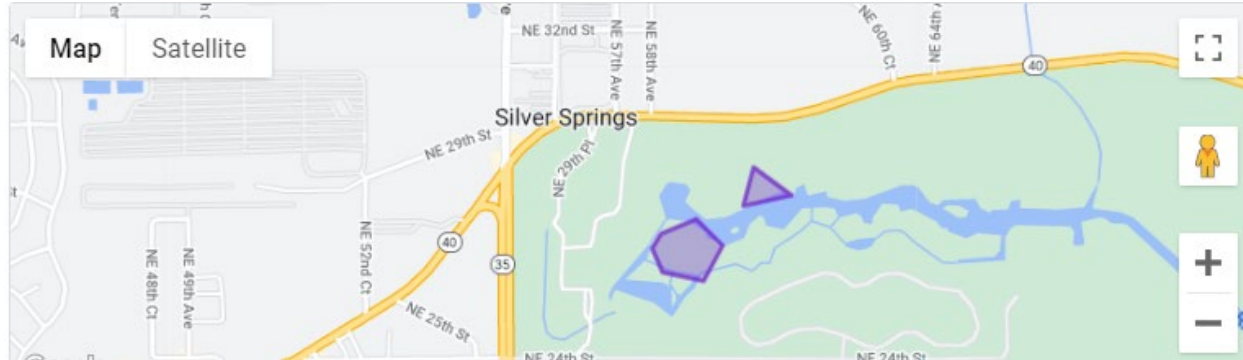 Map
Satellite
NE 32nd St
NE 57th Ave
NE 58th Ave
NE 60th Ct
NE 64th
40
Silver Springs
NE 29th St
NE 29th Pl
40
35
NE 52nd Ct
NE 48th Ct
NE 49th Ave
NE 25th St
NE 24th St
NE 24th St